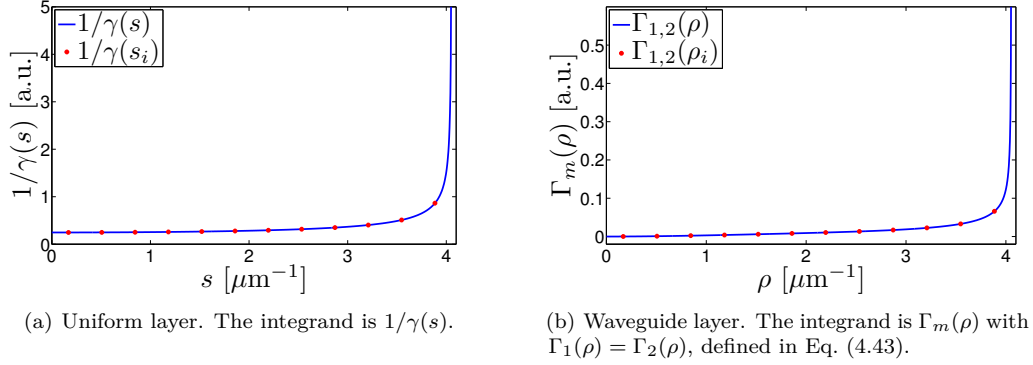 5
4
3
2
1
0
1/γ(s) [a.u.]
1/γ(s)
1/γ(s_i)
0 1 2 3 4
s [μm⁻¹]
(a) Uniform layer. The integrand is 1/γ(s).
0.5
0.4
0.3
0.2
0.1
0
Γ_m(ρ) [a.u.]
Γ_{1,2}(ρ)
Γ_{1,2}(ρ_i)
0 1 2 3 4
ρ [μm⁻¹]
(b) Waveguide layer. The integrand is Γ_m(ρ) with
Γ_1(ρ) = Γ_2(ρ), defined in Eq. (4.43).